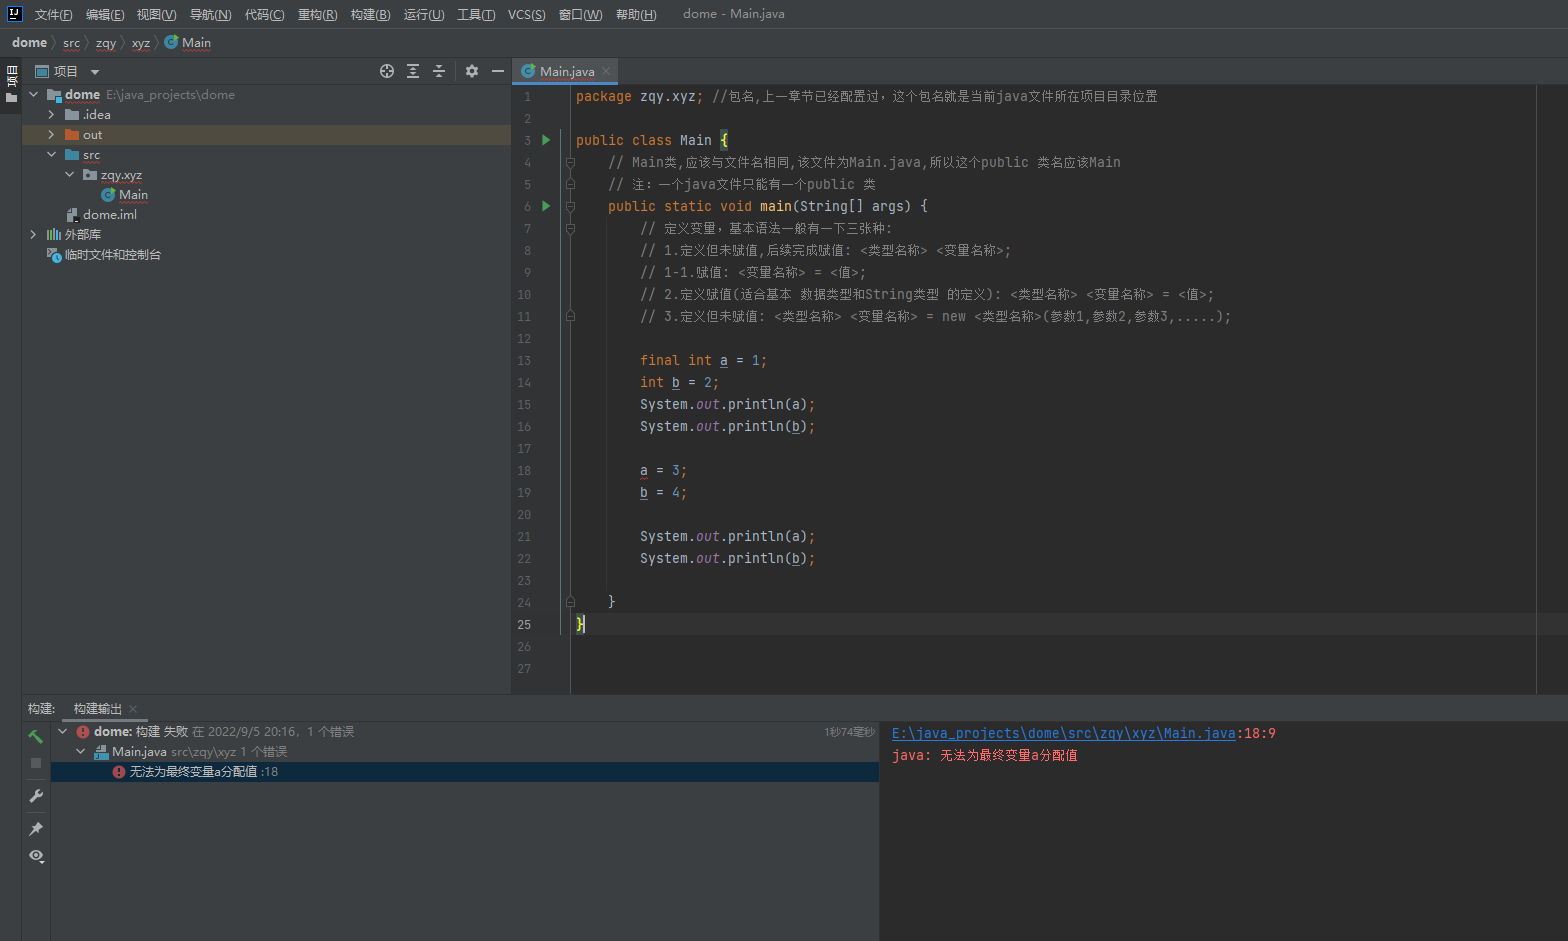 文件(F) 编辑(E) 视图(V) 导航(N) 代码(C) 重构(R) 构建(B) 运行(U) 工具(T) VCS(S) 窗口(W) 帮助(H) dome - Main.java
dome src zqy xyz Main
项目
项目
dome E:\java_projects\dome
.idea
out
src
zqy.xyz
Main
dome.iml
外部库
临时文件和控制台
Main.java
1 package zqy.xyz; //包名,上一章节已经配置过，这个包名就是当前java文件所在项目目录位置
2
3 public class Main {
4 // Main类,应该与文件名相同,该文件为Main.java,所以这个public 类名应该Main
5 // 注：一个java文件只能有一个public 类
6 public static void main(String[] args) {
7 // 定义变量，基本语法一般有一下三张种:
8 // 1.定义但未赋值,后续完成赋值: <类型名称> <变量名称>;
9 // 1-1.赋值: <变量名称> = <值>;
10 // 2.定义赋值(适合基本 数据类型和String类型 的定义): <类型名称> <变量名称> = <值>;
11 // 3.定义但未赋值: <类型名称> <变量名称> = new <类型名称>(参数1,参数2,参数3,.....);
12
13 final int a = 1;
14 int b = 2;
15 System.out.println(a);
16 System.out.println(b);
17
18 a = 3;
19 b = 4;
20
21 System.out.println(a);
22 System.out.println(b);
23
24 }
25 }
26
27
构建: 构建输出
dome: 构建 失败 在 2022/9/5 20:16，1 个错误 1秒74毫秒
Main.java src\zqy\xyz 1 个错误
无法为最终变量a分配值 :18
E:\java_projects\dome\src\zqy\xyz\Main.java:18:9
java: 无法为最终变量a分配值